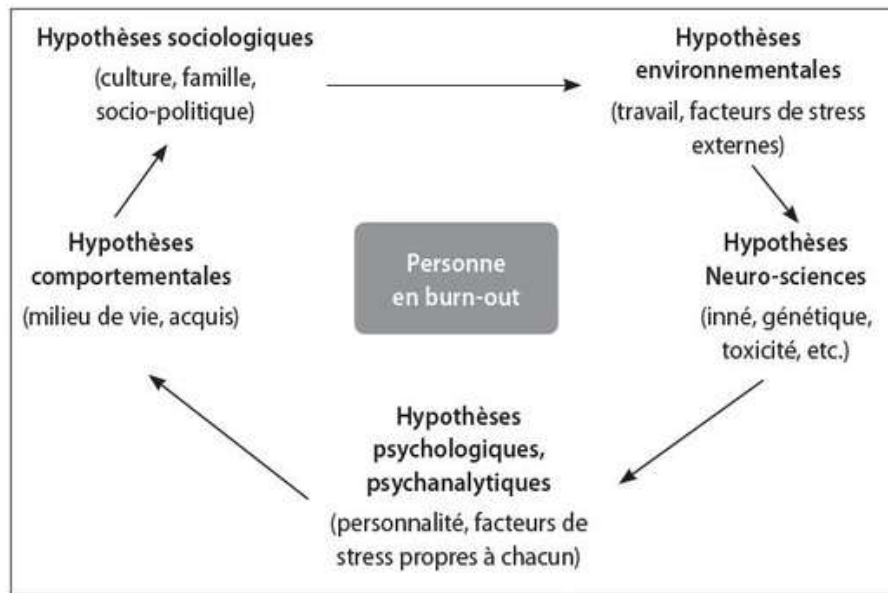 Hypothèses sociologiques
(culture, famille,
socio-politique)
Hypothèses
environnementales
(travail, facteurs de stress
externes)
Hypothèses
comportementales
(milieu de vie, acquis)
Personne
en burn-out
Hypothèses
Neuro-sciences
(inné, génétique,
toxicité, etc.)
Hypothèses
psychologiques,
psychanalytiques
(personnalité, facteurs de
stress propres à chacun)